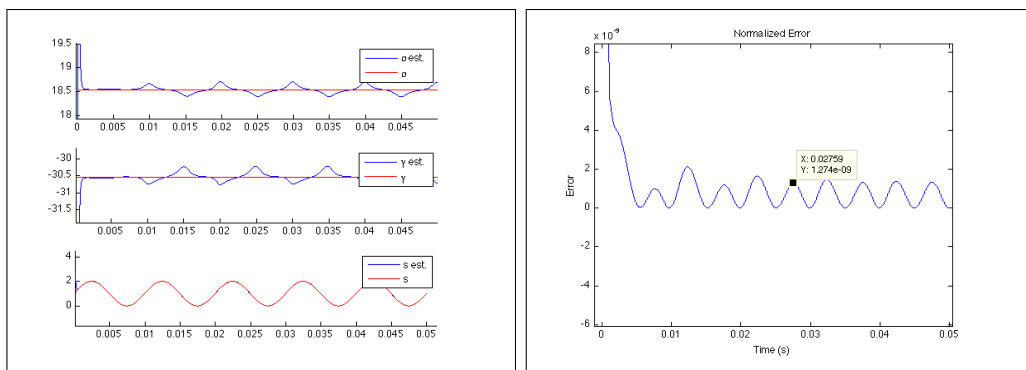 19.5
19
18.5
18
ø est.
ø
0 0.005 0.01 0.015 0.02 0.025 0.03 0.035 0.04 0.045
-30
-30.5
-31
-31.5
γ est.
γ
0.005 0.01 0.015 0.02 0.025 0.03 0.035 0.04 0.045
4
2
0
s est.
s
0.005 0.01 0.015 0.02 0.025 0.03 0.035 0.04 0.045 0.05
x 10⁻⁹
Normalized Error
8
6
4
2
0
-2
-4
-6
Error
X: 0.02759
Y: 1.274e-09
0 0.01 0.02 0.03 0.04 0.05
Time (s)